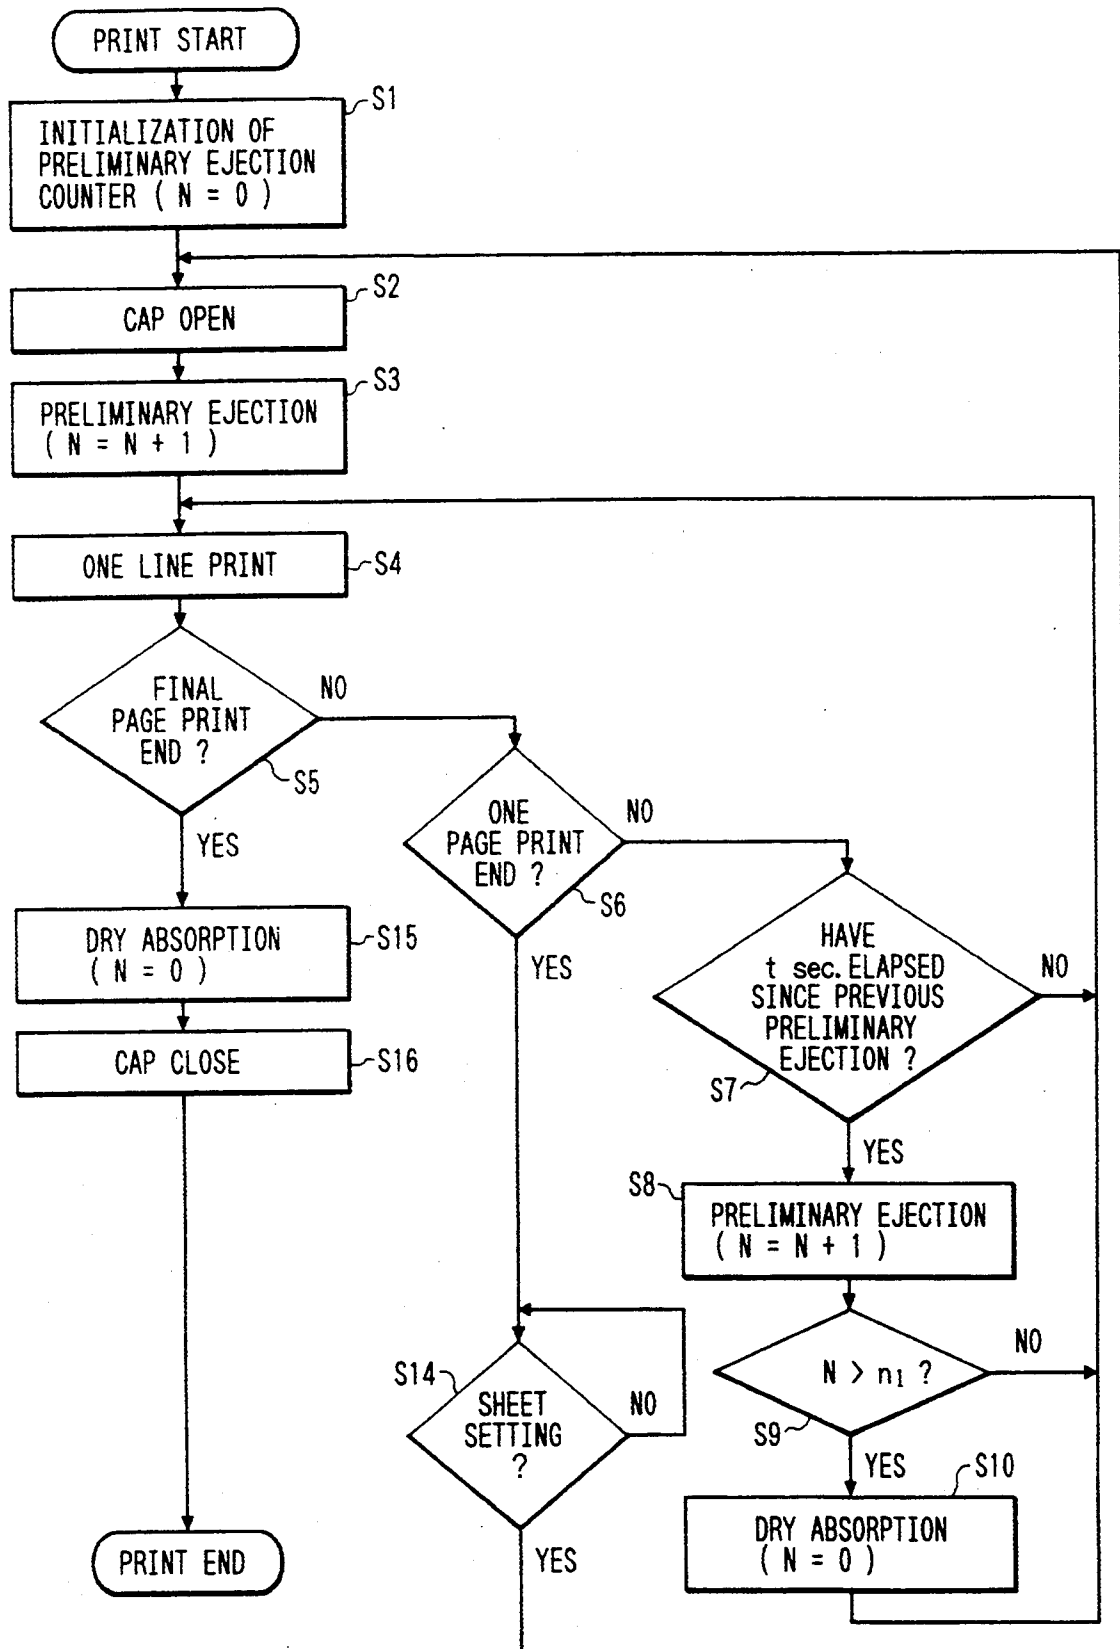 PRINT START
S1
INITIALIZATION OF
PRELIMINARY EJECTION
COUNTER ( N = 0 )
S2
CAP OPEN
S3
PRELIMINARY EJECTION
( N = N + 1 )
ONE LINE PRINT
S4
FINAL
PAGE PRINT
END ?
NO
S5
YES
ONE
PAGE PRINT
END ?
NO
S6
YES
HAVE
t sec. ELAPSED
SINCE PREVIOUS
PRELIMINARY
EJECTION ?
NO
S7
YES
DRY ABSORPTION
( N = 0 )
S15
CAP CLOSE
S16
S8
PRELIMINARY EJECTION
( N = N + 1 )
N > n1 ?
NO
S9
YES
S14
SHEET
SETTING
?
NO
YES
S10
DRY ABSORPTION
( N = 0 )
PRINT END